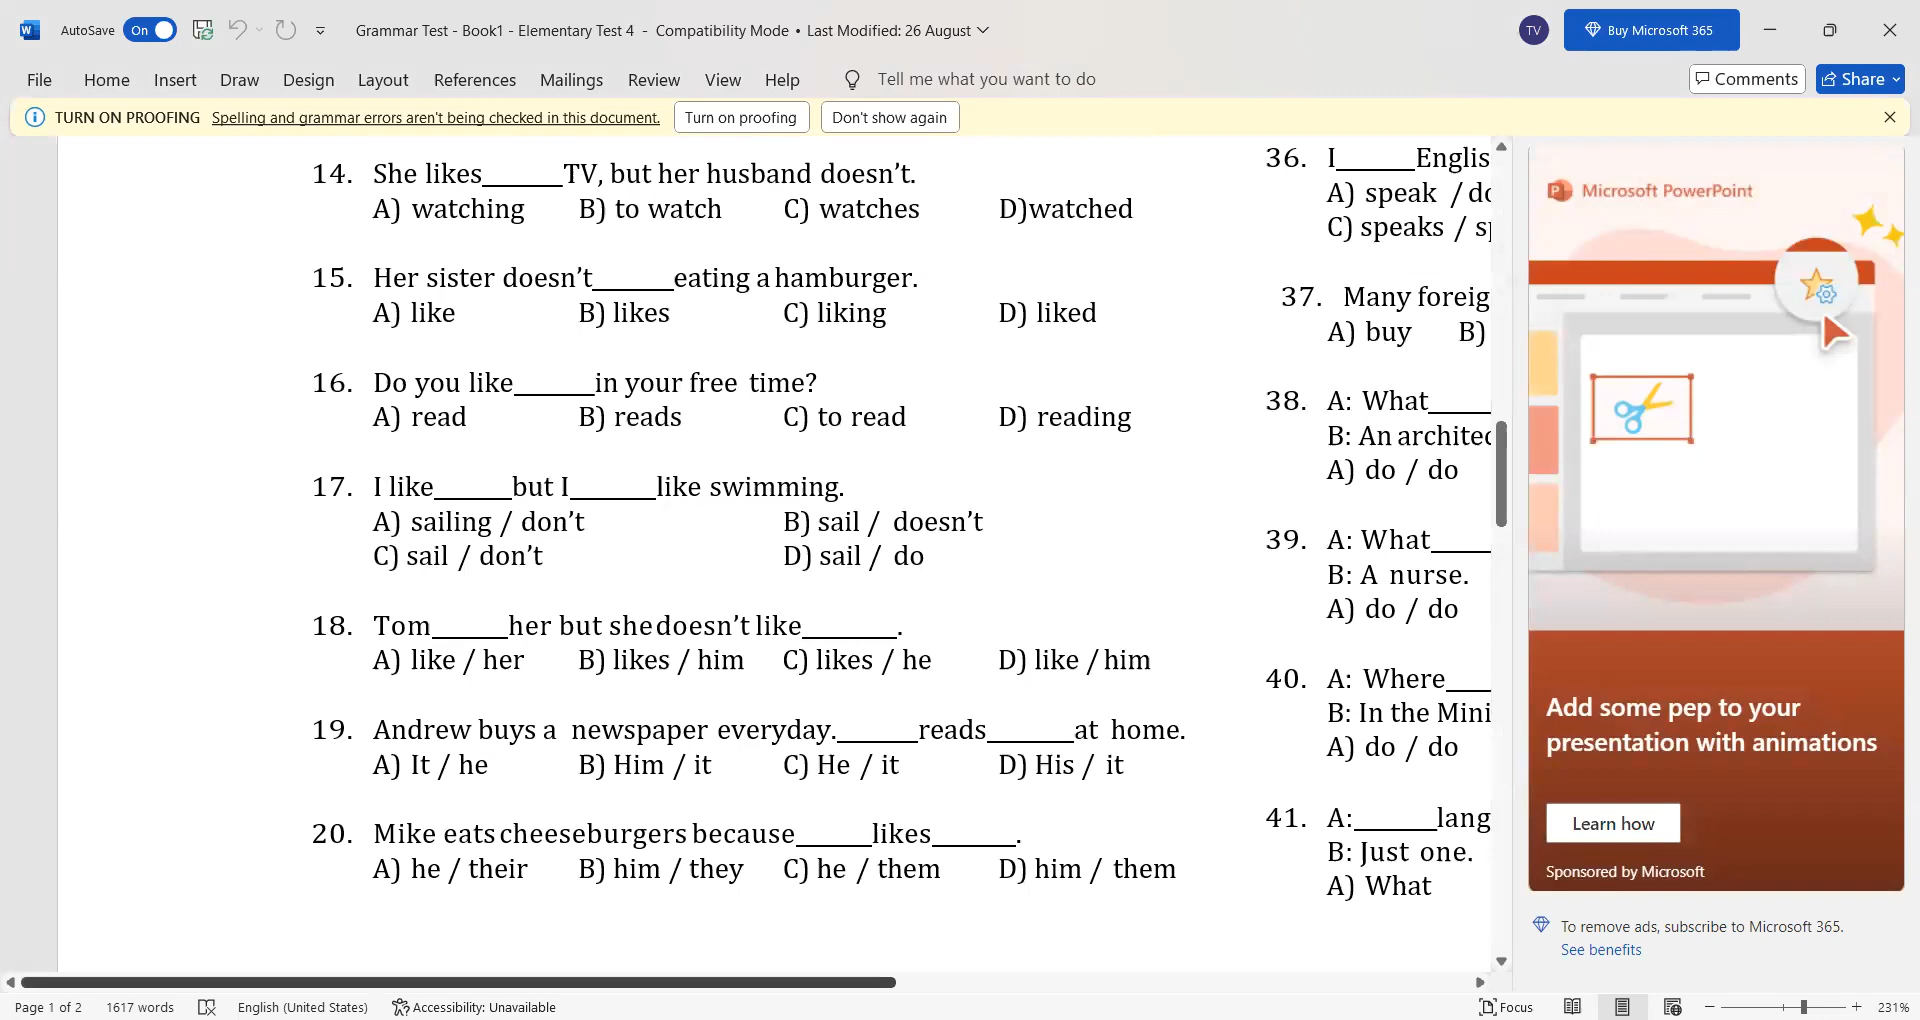 AutoSave On Grammar Test - Book1 - Elementary Test 4 - Compatibility Mode • Last Modified: 26 August TV Buy Microsoft 365
File Home Insert Draw Design Layout References Mailings Review View Help Tell me what you want to do Comments Share
TURN ON PROOFING Spelling and grammar errors aren't being checked in this document. Turn on proofing Don't show again
14. She likes______TV, but her husband doesn’t.
A) watching B) to watch C) watches D)watched
15. Her sister doesn’t______eating a hamburger.
A) like B) likes C) liking D) liked
16. Do you like______in your free time?
A) read B) reads C) to read D) reading
17. I like______but I______like swimming.
A) sailing / don’t B) sail / doesn’t
C) sail / don’t D) sail / do
18. Tom______her but she doesn’t like_______.
A) like / her B) likes / him C) likes / he D) like / him
19. Andrew buys a newspaper everyday.______reads______at home.
A) It / he B) Him / it C) He / it D) His / it
20. Mike eats cheeseburgers because______likes______.
A) he / their B) him / they C) he / them D) him / them
36. I______Englis
A) speak / do
C) speaks / sp
37. Many foreig
A) buy B)
38. A: What_____
B: An architec
A) do / do
39. A: What_____
B: A nurse.
A) do / do
40. A: Where____
B: In the Mini
A) do / do
41. A:______lang
B: Just one.
A) What
Microsoft PowerPoint
Add some pep to your
presentation with animations
Learn how
Sponsored by Microsoft
To remove ads, subscribe to Microsoft 365.
See benefits
Page 1 of 2 1617 words English (United States) Accessibility: Unavailable Focus 231%